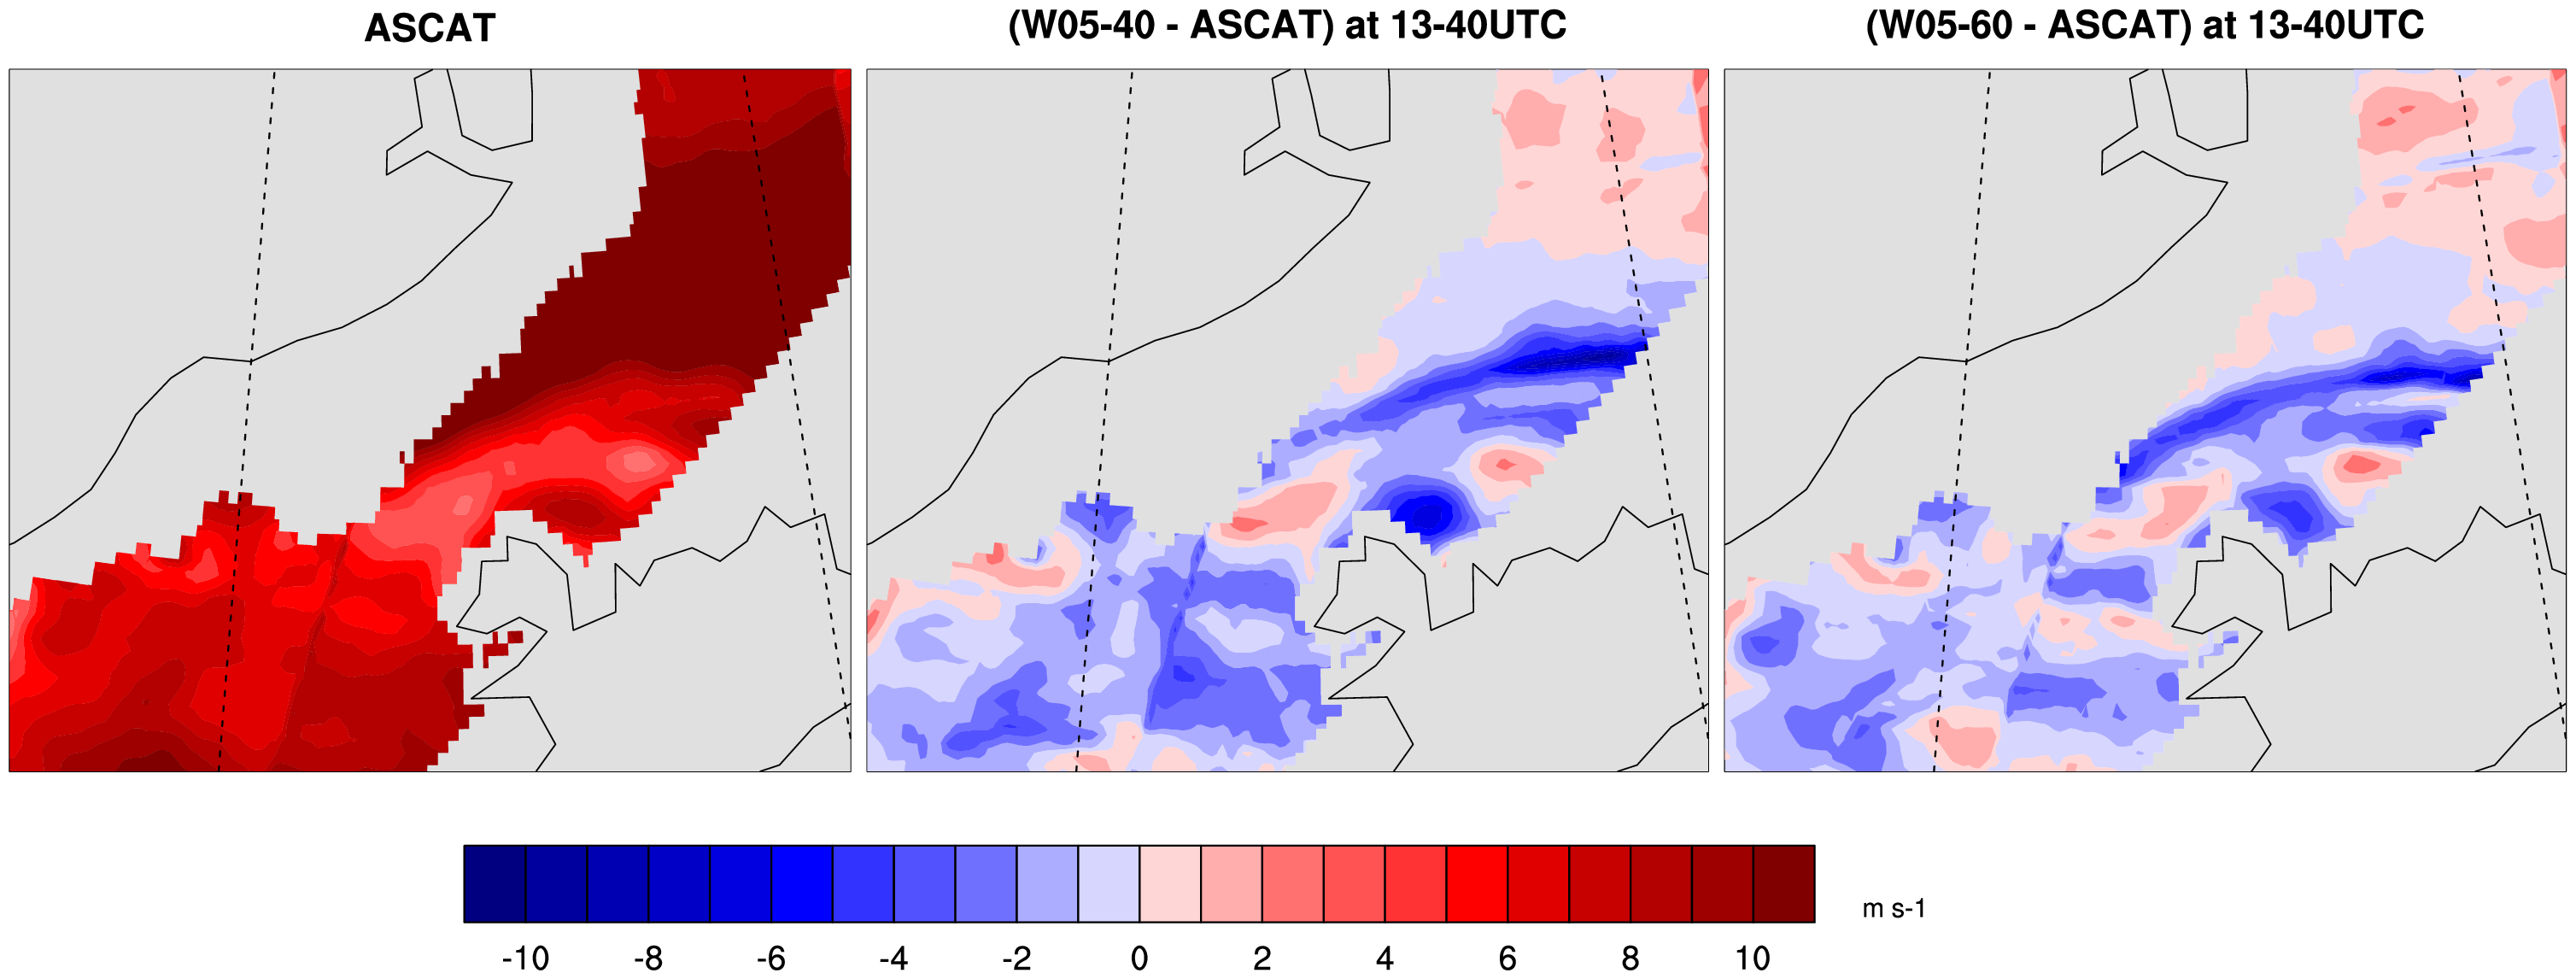 ASCAT (W05-40 - ASCAT) at 13-40UTC (W05-60 - ASCAT) at 13-40UTC
m s-1
-10 -8 -6 -4 -2 0 2 4 6 8 10